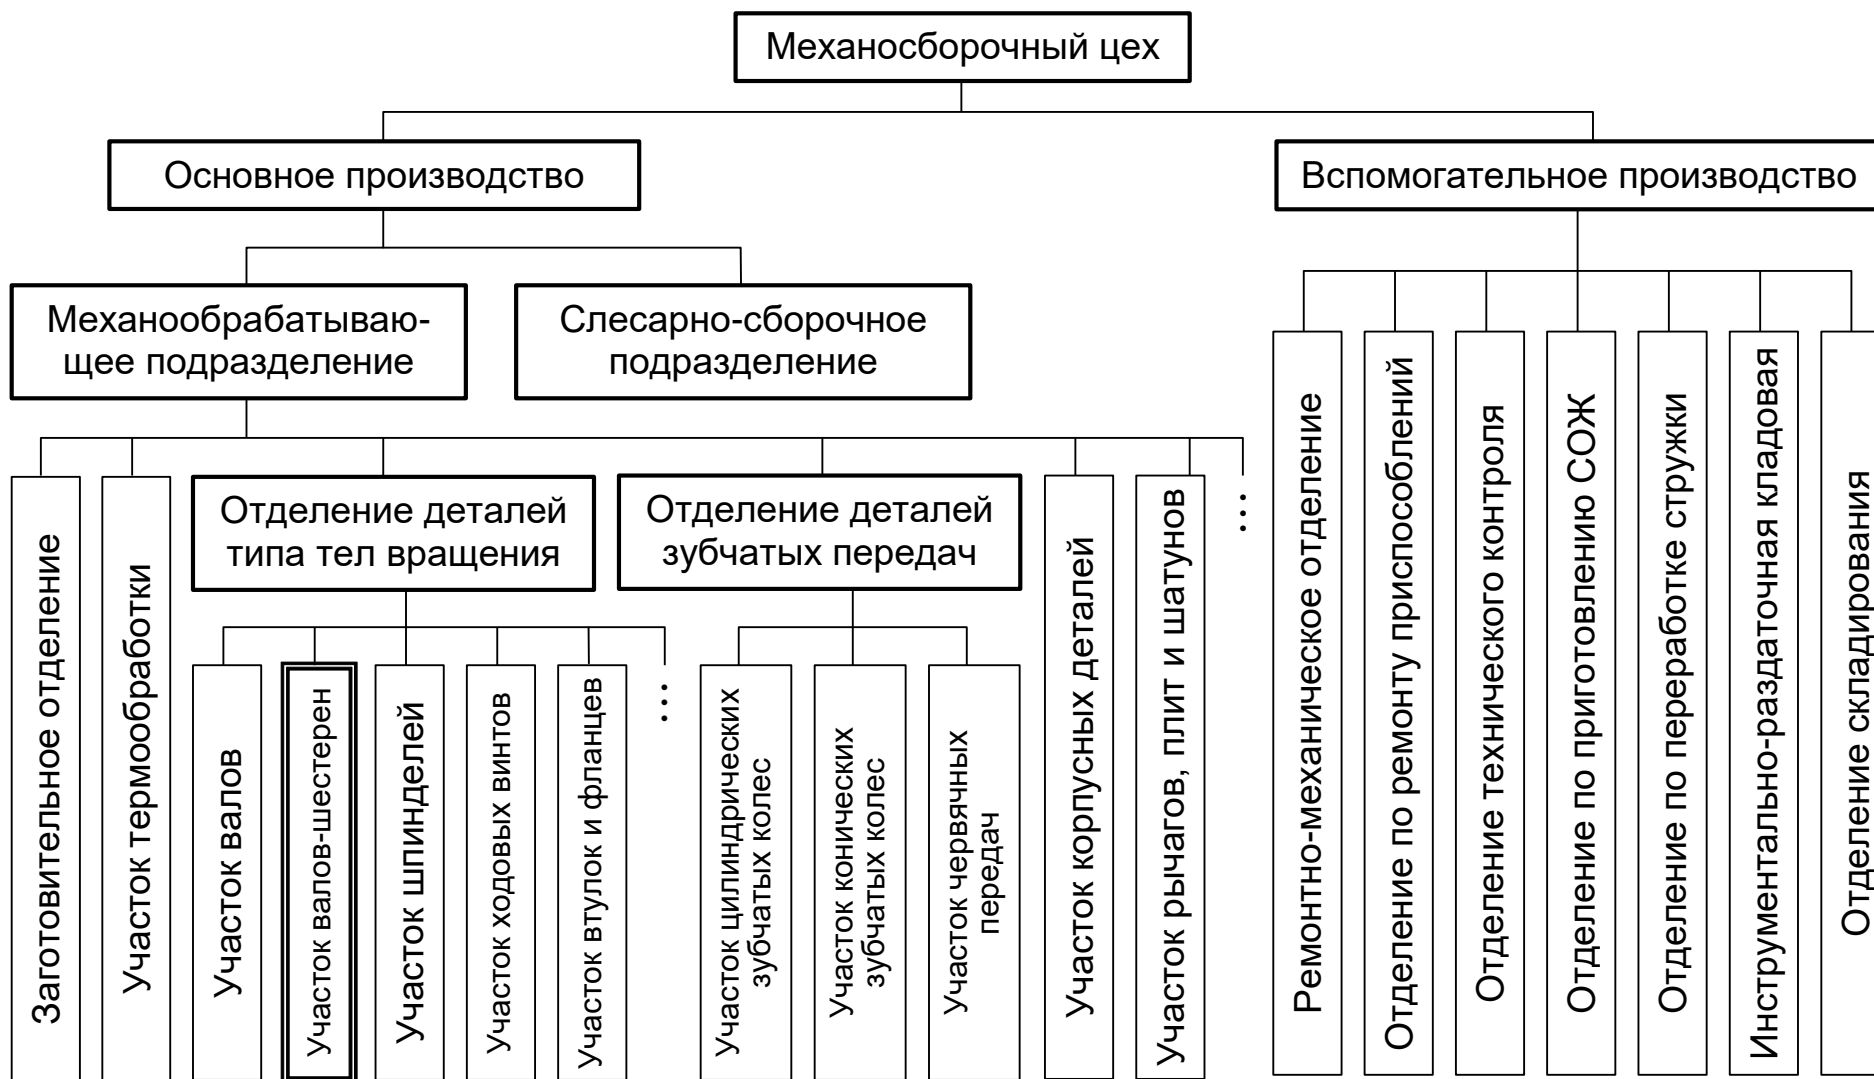 Механосборочный цех
Основное производство
Вспомогательное производство
Механообрабатываю-
щее подразделение
Слесарно-сборочное
подразделение
Заготовительное отделение
Участок термообработки
Отделение деталей
типа тел вращения
Отделение деталей
зубчатых передач
Участок корпусных деталей
Участок рычагов, плит и шатунов
...
Участок валов
Участок валов-шестерен
Участок шпинделей
Участок ходовых винтов
Участок втулок и фланцев
...
Участок цилиндрических
зубчатых колес
Участок конических
зубчатых колес
Участок червячных
передач
Ремонтно-механическое отделение
Отделение по ремонту приспособлений
Отделение технического контроля
Отделение по приготовлению СОЖ
Отделение по переработке стружки
Инструментально-раздаточная кладовая
Отделение складирования